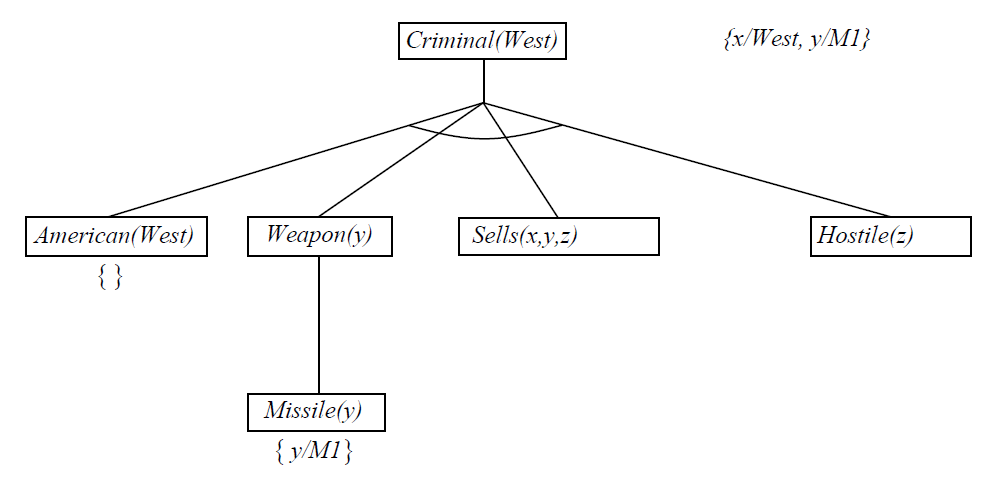 Criminal(West)
{x/West, y/M1}
American(West)
Weapon(y)
Sells(x,y,z)
Hostile(z)
{ }
Missile(y)
{ y/M1}